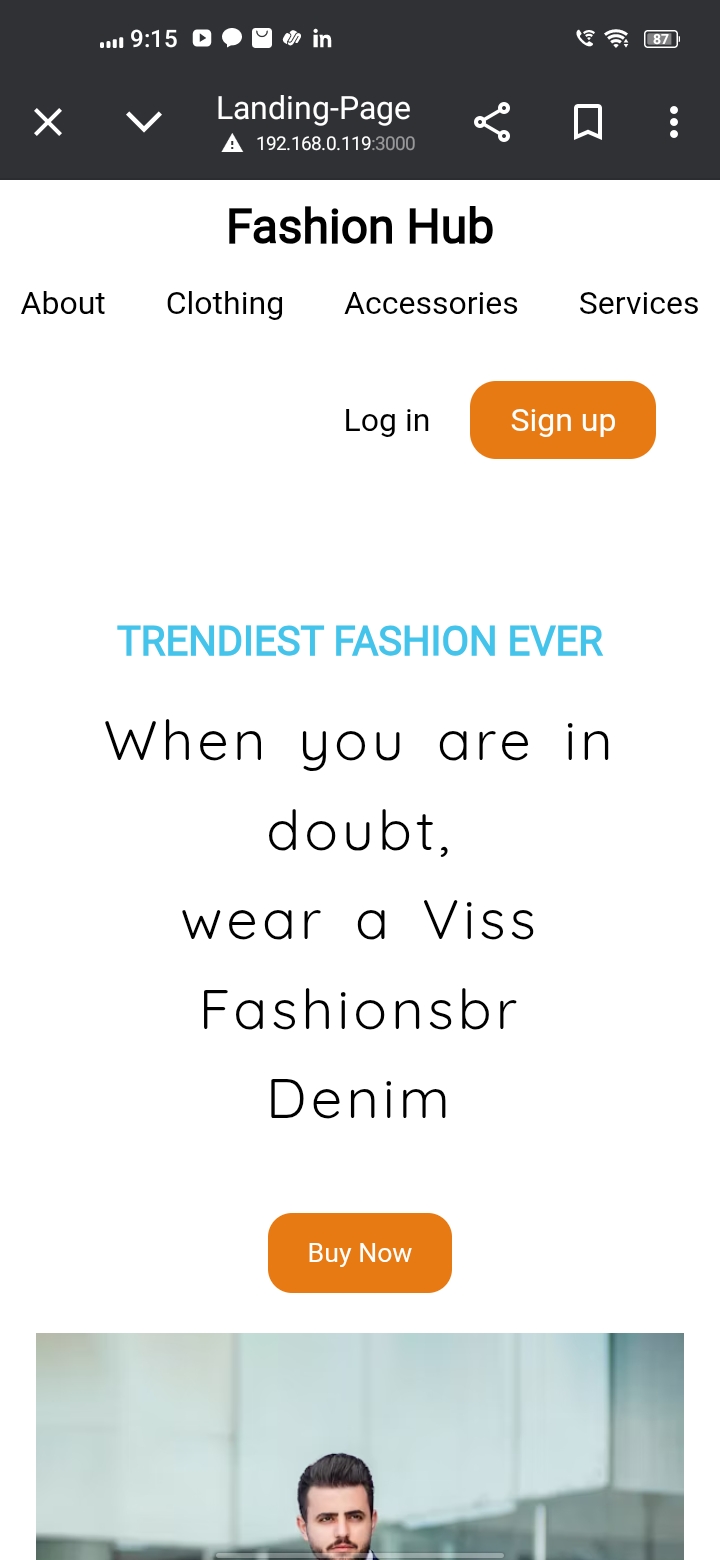 9:15
87
Landing-Page
192.168.0.119:3000
Fashion Hub
About Clothing Accessories Services
Log in Sign up
TRENDIEST FASHION EVER
When you are in
doubt,
wear a Viss
Fashionsbr
Denim
Buy Now